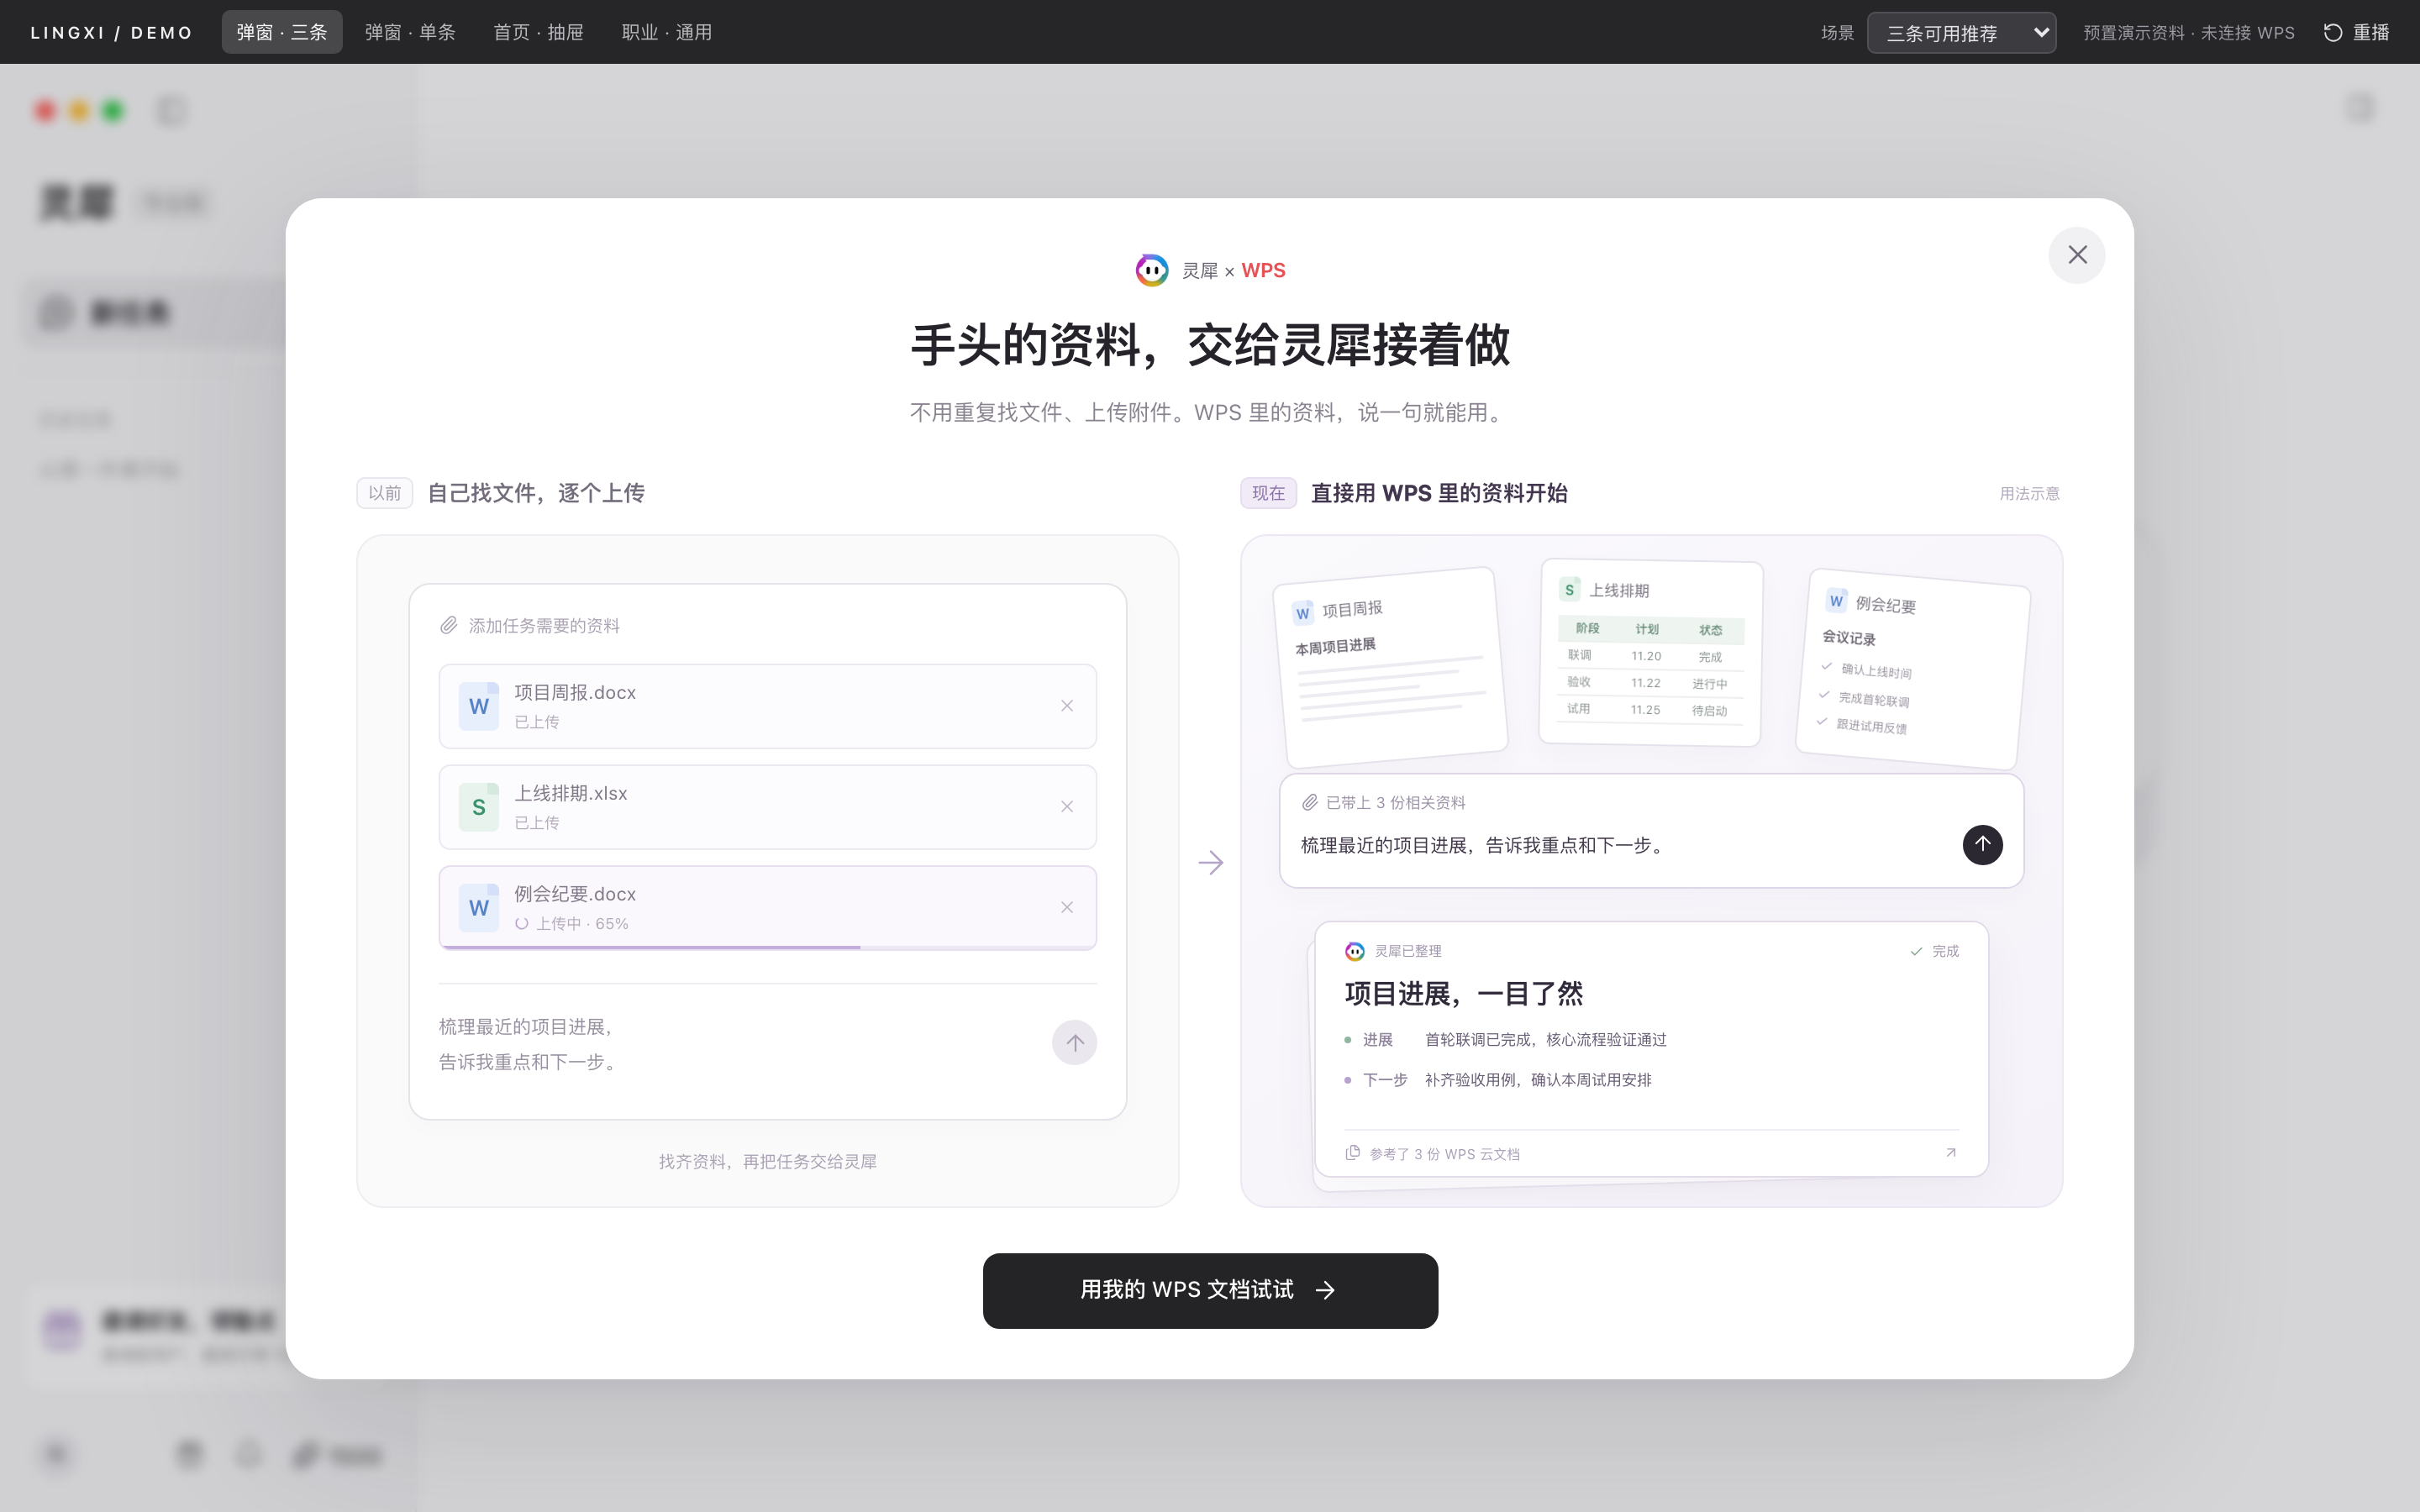 LINGXI / DEMO
弹窗 · 三条
弹窗 · 单条
首页 · 抽屉
职业 · 通用
场景
三条可用推荐
预置演示资料 · 未连接 WPS
重播
灵犀
新任务
灵犀 × WPS
手头的资料，交给灵犀接着做
不用重复找文件、上传附件。WPS 里的资料，说一句就能用。
以前
自己找文件，逐个上传
添加任务需要的资料
W
项目周报.docx
已上传
S
上线排期.xlsx
已上传
W
例会纪要.docx
上传中 · 65%
梳理最近的项目进展，
告诉我重点和下一步。
找齐资料，再把任务交给灵犀
现在
直接用 WPS 里的资料开始
用法示意
W 项目周报
本周项目进展
S 上线排期
阶段 计划 状态
联调 11.20 完成
验收 11.22 进行中
试用 11.25 待启动
W 例会纪要
会议记录
确认上线时间
完成首轮联调
跟进试用反馈
已带上 3 份相关资料
梳理最近的项目进展，告诉我重点和下一步。
灵犀已整理
完成
项目进展，一目了然
进展 首轮联调已完成，核心流程验证通过
下一步 补齐验收用例，确认本周试用安排
参考了 3 份 WPS 云文档
用我的 WPS 文档试试